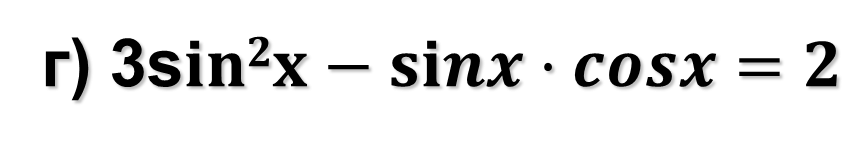 г) 3sin²x − sinx · cosx = 2